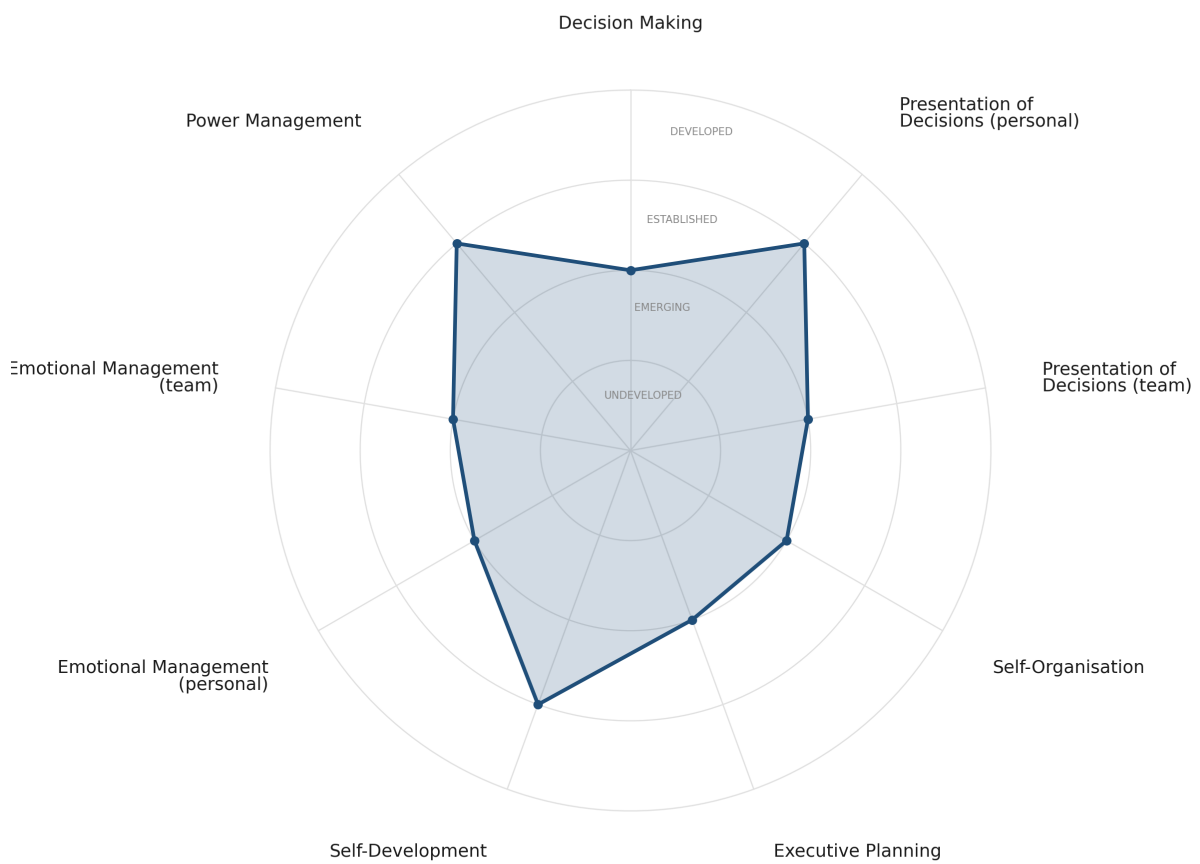 Decision Making
Presentation of
Decisions (personal)
Power Management
DEVELOPED
ESTABLISHED
EMERGING
UNDEVELOPED
Emotional Management
(team)
Presentation of
Decisions (team)
Emotional Management
(personal)
Self-Organisation
Self-Development
Executive Planning